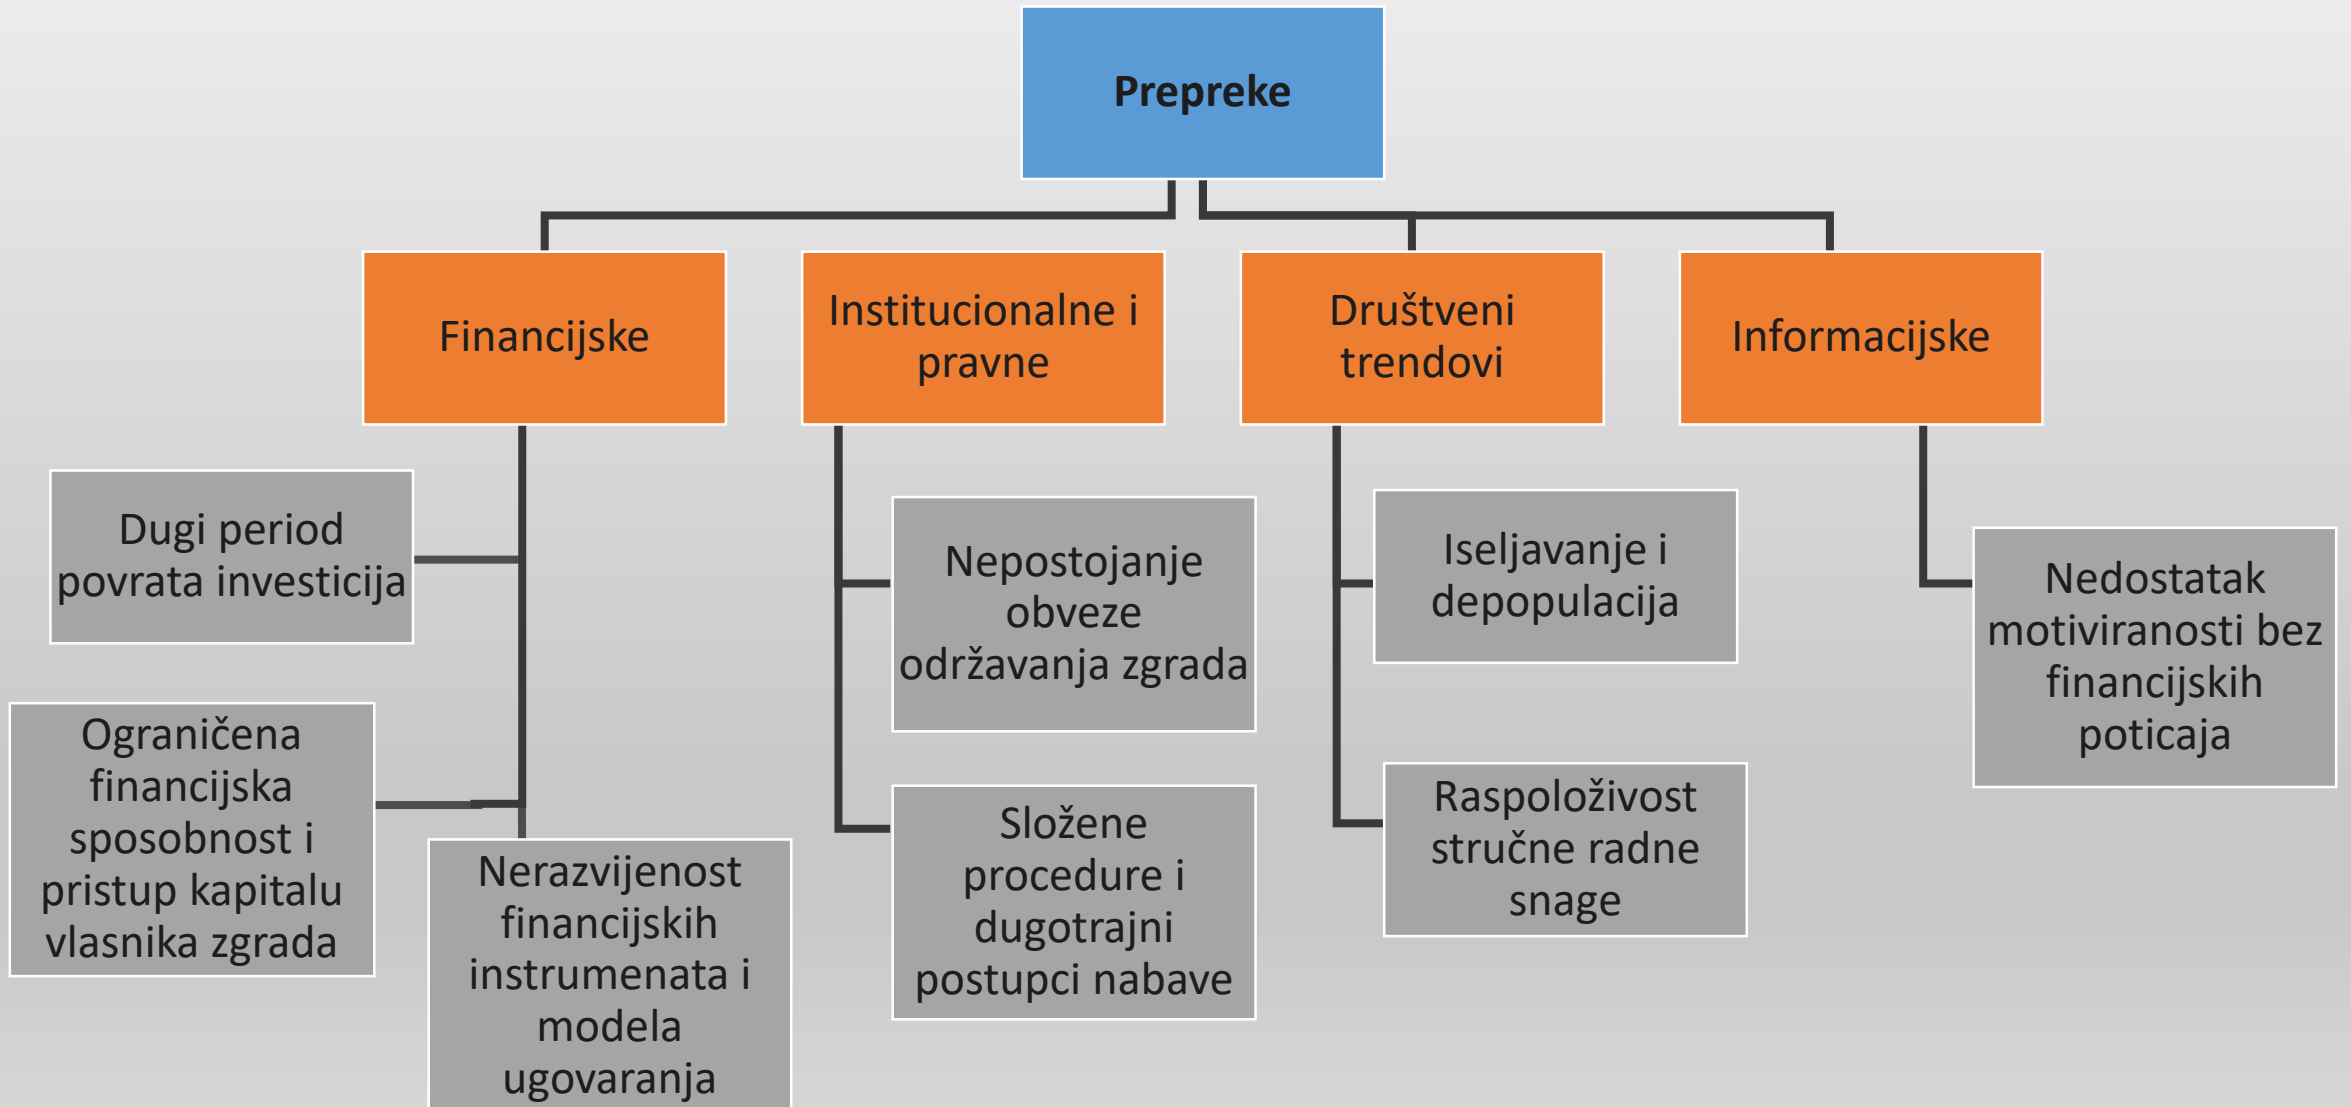 Prepreke
Financijske
Institucionalne i
pravne
Društveni
trendovi
Informacijske
Dugi period
povrata investicija
Ograničena
financijska
sposobnost i
pristup kapitalu
vlasnika zgrada
Nerazvijenost
financijskih
instrumenata i
modela
ugovaranja
Nepostojanje
obveze
održavanja zgrada
Složene
procedure i
dugotrajni
postupci nabave
Iseljavanje i
depopulacija
Raspoloživost
stručne radne
snage
Nedostatak
motiviranosti bez
financijskih
poticaja